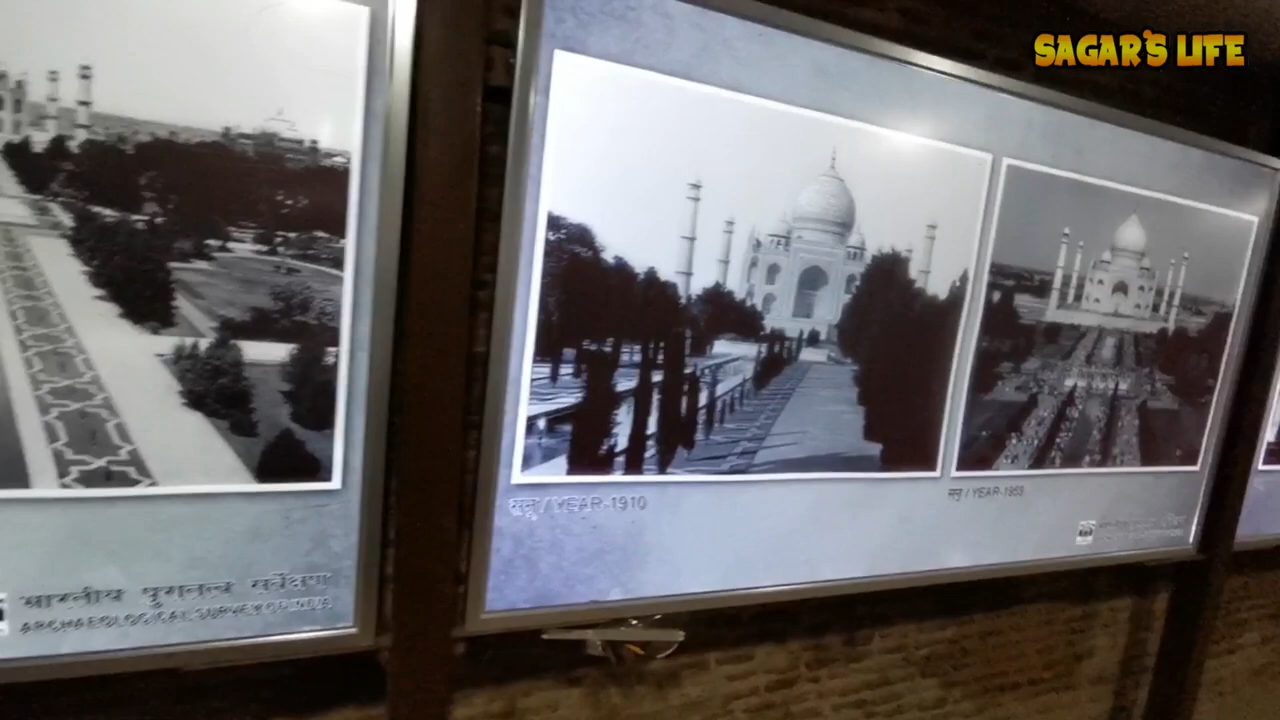 SAGAR'S LIFE
सन् / YEAR-1910
सन् / YEAR-1953
भारतीय पुरातत्व सर्वेक्षण
ARCHAEOLOGICAL SURVEY OF INDIA